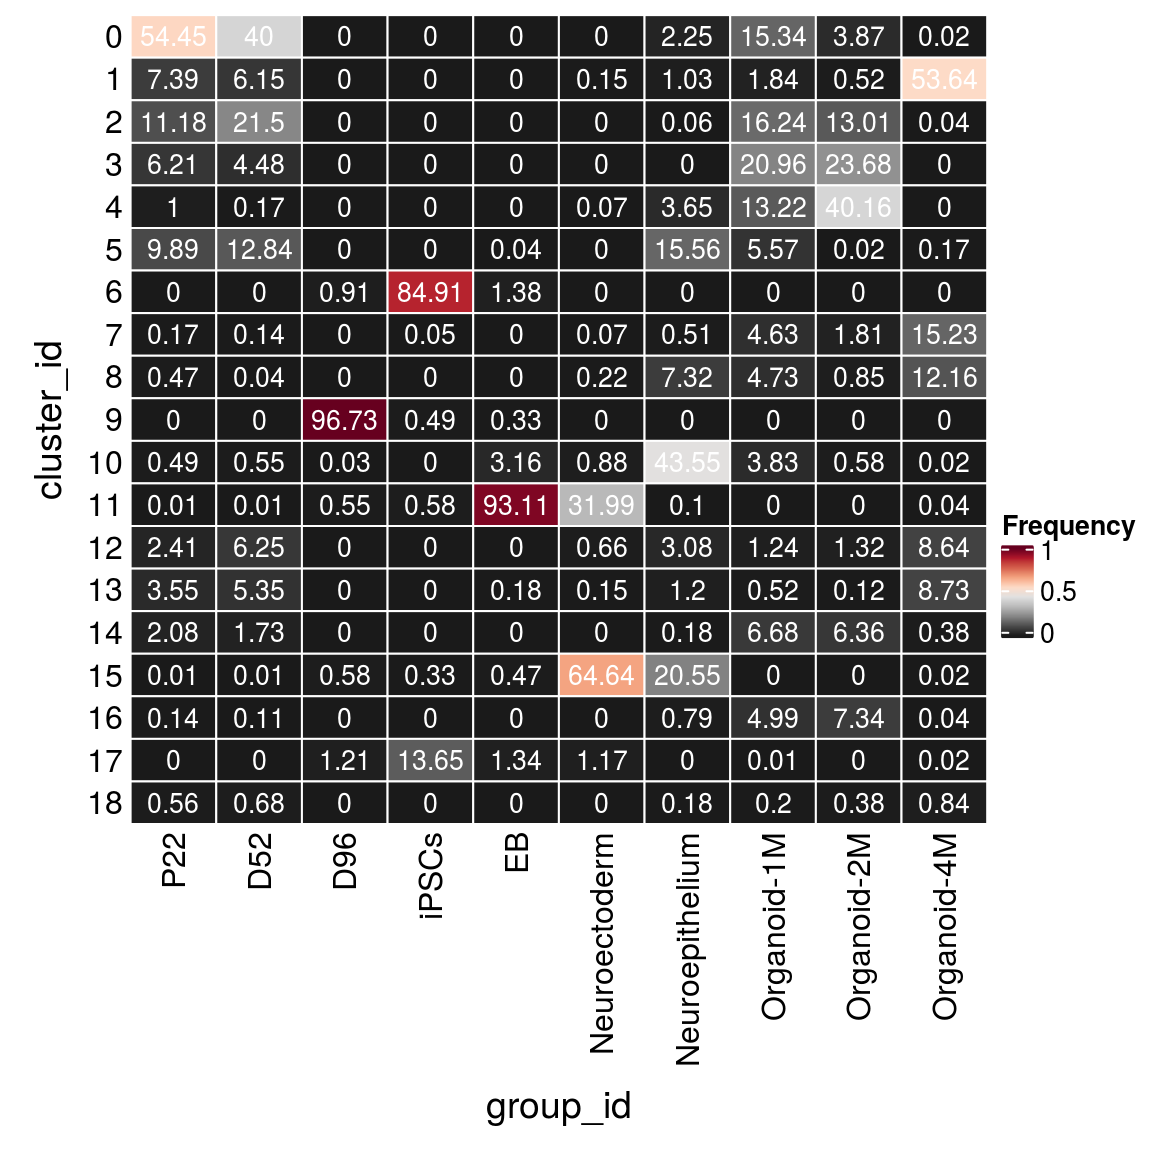 0 54.45 40 0 0 0 0 2.25 15.34 3.87 0.02
1 7.39 6.15 0 0 0 0.15 1.03 1.84 0.52 53.64
2 11.18 21.5 0 0 0 0 0.06 16.24 13.01 0.04
3 6.21 4.48 0 0 0 0 0 20.96 23.68 0
4 1 0.17 0 0 0 0.07 3.65 13.22 40.16 0
5 9.89 12.84 0 0 0.04 0 15.56 5.57 0.02 0.17
6 0 0 0.91 84.91 1.38 0 0 0 0 0
7 0.17 0.14 0 0.05 0 0.07 0.51 4.63 1.81 15.23
8 0.47 0.04 0 0 0 0.22 7.32 4.73 0.85 12.16
9 0 0 96.73 0.49 0.33 0 0 0 0 0
10 0.49 0.55 0.03 0 3.16 0.88 43.55 3.83 0.58 0.02
11 0.01 0.01 0.55 0.58 93.11 31.99 0.1 0 0 0.04
12 2.41 6.25 0 0 0 0.66 3.08 1.24 1.32 8.64
13 3.55 5.35 0 0 0.18 0.15 1.2 0.52 0.12 8.73
14 2.08 1.73 0 0 0 0 0.18 6.68 6.36 0.38
15 0.01 0.01 0.58 0.33 0.47 64.64 20.55 0 0 0.02
16 0.14 0.11 0 0 0 0 0.79 4.99 7.34 0.04
17 0 0 1.21 13.65 1.34 1.17 0 0.01 0 0.02
18 0.56 0.68 0 0 0 0 0.18 0.2 0.38 0.84
cluster_id
P22 D52 D96 iPSCs EB Neuroectoderm Neuroepithelium Organoid-1M Organoid-2M Organoid-4M
group_id
Frequency
1
0.5
0